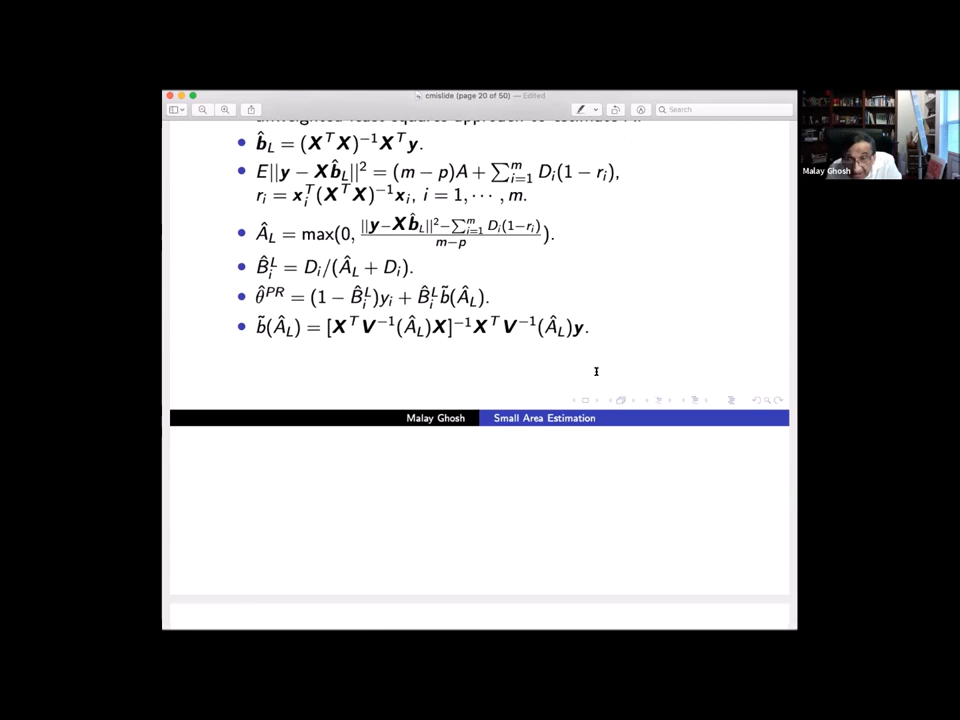 cmislide (page 20 of 50) — Edited
Search
• b̂_L = (X^T X)^{-1} X^T y.
• E||y − Xb̂_L||^2 = (m − p)A + ∑_{i=1}^m D_i(1 − r_i),
r_i = x_i^T (X^T X)^{-1} x_i, i = 1, ⋯ , m.
• Â_L = max(0, (||y−Xb̂_L||^2−∑_{i=1}^m D_i(1−r_i))/(m−p)).
• B̂_i^L = D_i/(Â_L + D_i).
• θ̂^{PR} = (1 − B̂_i^L)y_i + B̂_i^L b̃(Â_L).
• b̃(Â_L) = [X^T V^{-1}(Â_L)X]^{-1} X^T V^{-1}(Â_L)y.
Malay Ghosh Small Area Estimation
Malay Ghosh